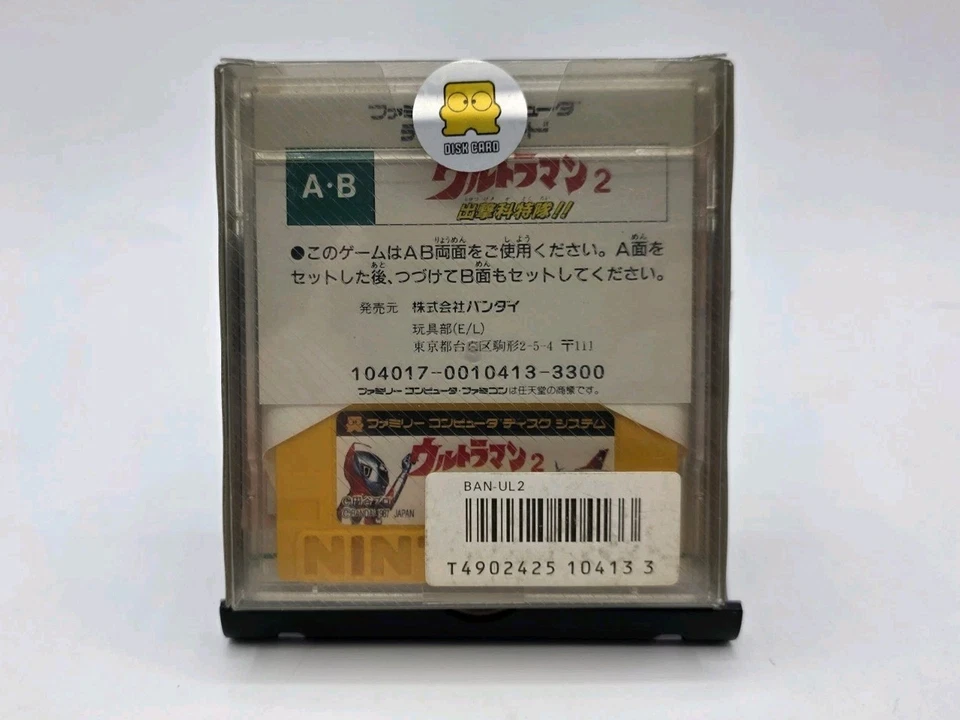 DISK CARD
ファミ ュータ
A・B
ウルトラマン2
出撃科特隊!!
●このゲームはAB両面をご使用ください。A面を
セットした後、つづけてB面もセットしてください。
発売元 株式会社バンダイ
玩具部(E/L)
東京都台 区駒形2-5-4 〒111
104017-0010413-3300
ファミリーコンピュータ・ファミコンは任天堂の商標です。
ファミリー コンピュータ ディスク システム
ウルトラマン2
JAPAN
NIN
BAN-UL2
T4902425 10413 3